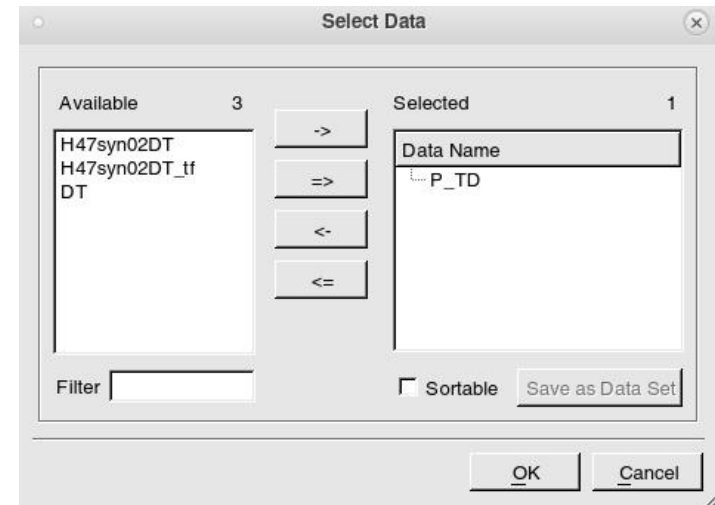 Select Data
Available 3
H47syn02DT
H47syn02DT_tf
DT
Filter
->
=>
<-
<=
Selected 1
Data Name
P_TD
Sortable
Save as Data Set
OK
Cancel